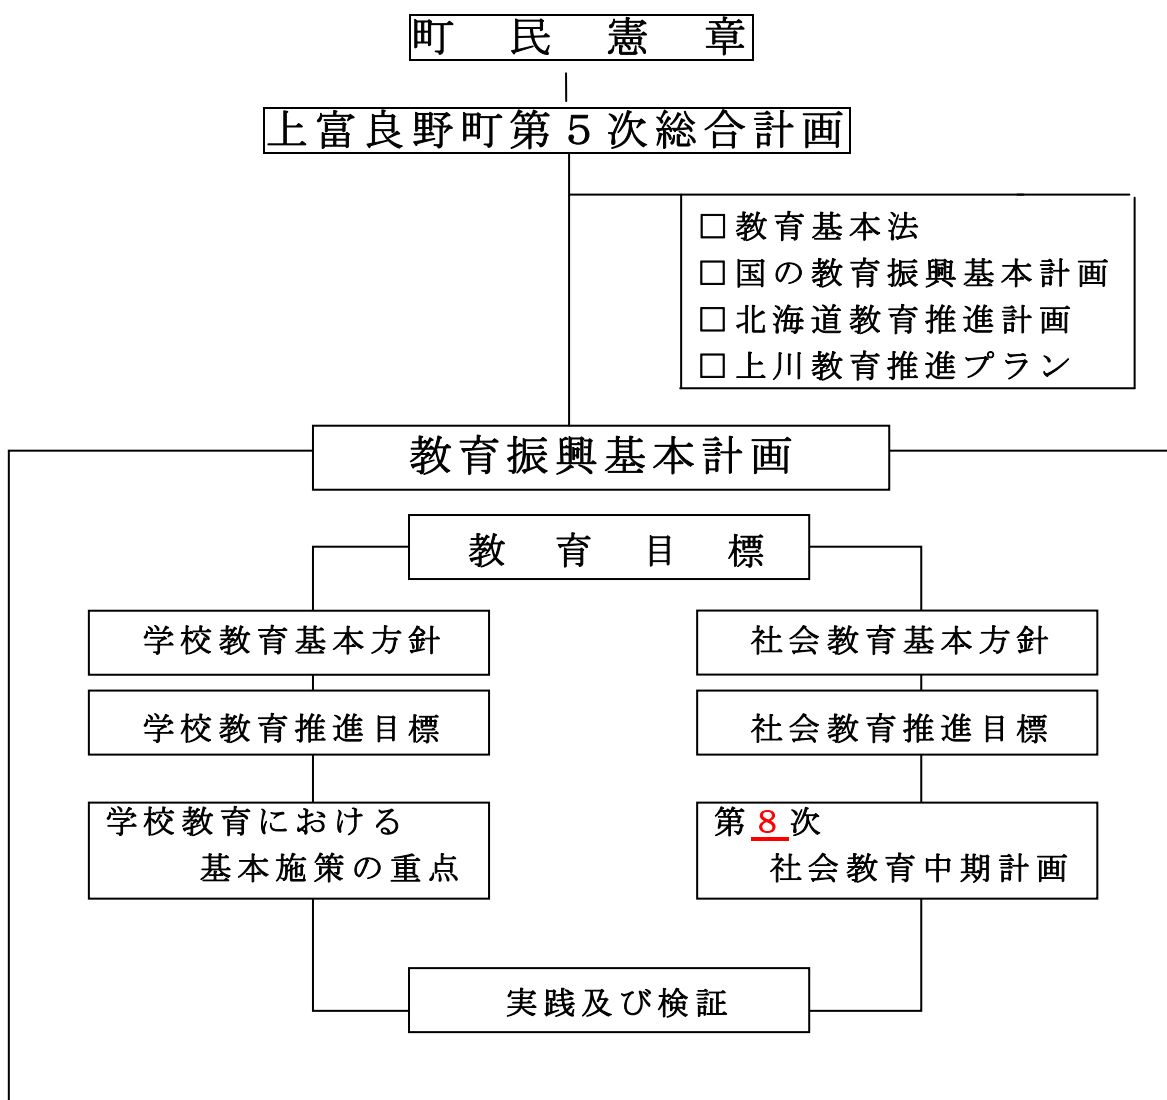 町　民　憲　章
上富良野町第５次総合計画
□教育基本法
□国の教育振興基本計画
□北海道教育推進計画
□上川教育推進プラン
教育振興基本計画
教　育　目　標
学校教育基本方針
社会教育基本方針
学校教育推進目標
社会教育推進目標
学校教育における
基本施策の重点
第８次
社会教育中期計画
実践及び検証